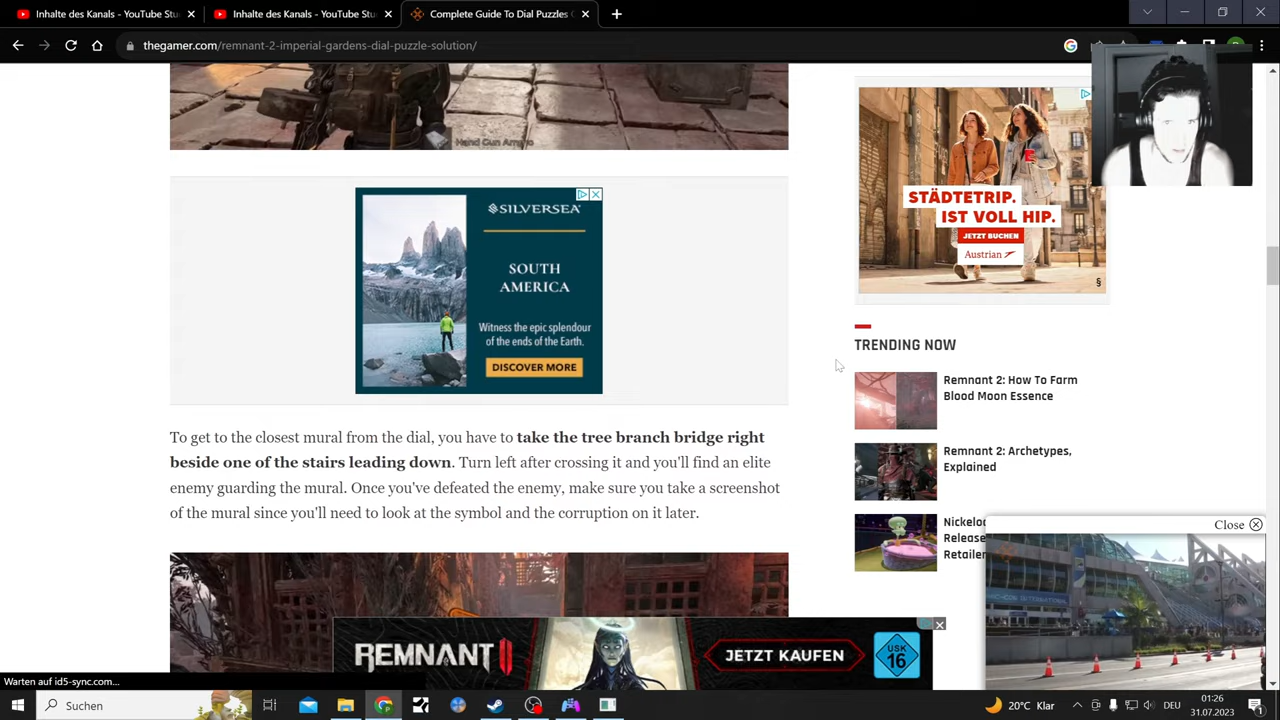 Inhalte des Kanals - YouTube Stu
Inhalte des Kanals - YouTube Stu
Complete Guide To Dial Puzzles O
thegamer.com/remnant-2-imperial-gardens-dial-puzzle-solution/
Hand Gun Ammo
SILVERSEA
SOUTH
AMERICA
Witness the epic splendour
of the ends of the Earth.
DISCOVER MORE
STÄDTETRIP.
IST VOLL HIP.
JETZT BUCHEN
Austrian
§
TRENDING NOW
Remnant 2: How To Farm
Blood Moon Essence
Remnant 2: Archetypes,
Explained
Nickeloc
Release
Retailer
Close
To get to the closest mural from the dial, you have to take the tree branch bridge right
beside one of the stairs leading down. Turn left after crossing it and you'll find an elite
enemy guarding the mural. Once you've defeated the enemy, make sure you take a screenshot
of the mural since you'll need to look at the symbol and the corruption on it later.
REMNANT II
JETZT KAUFEN
USK
16
Warten auf id5-sync.com...
Suchen
20°C Klar
DEU
01:26
31.07.2023
1